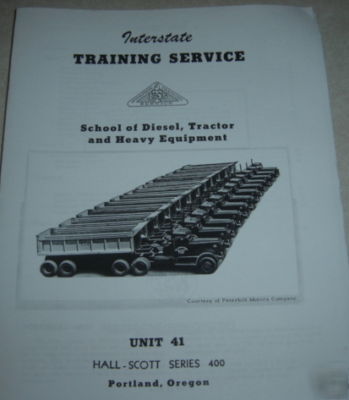 Interstate
TRAINING SERVICE
School of Diesel, Tractor
and Heavy Equipment
Courtesy of Peterbilt Motors Company
UNIT 41
HALL-SCOTT SERIES 400
Portland, Oregon